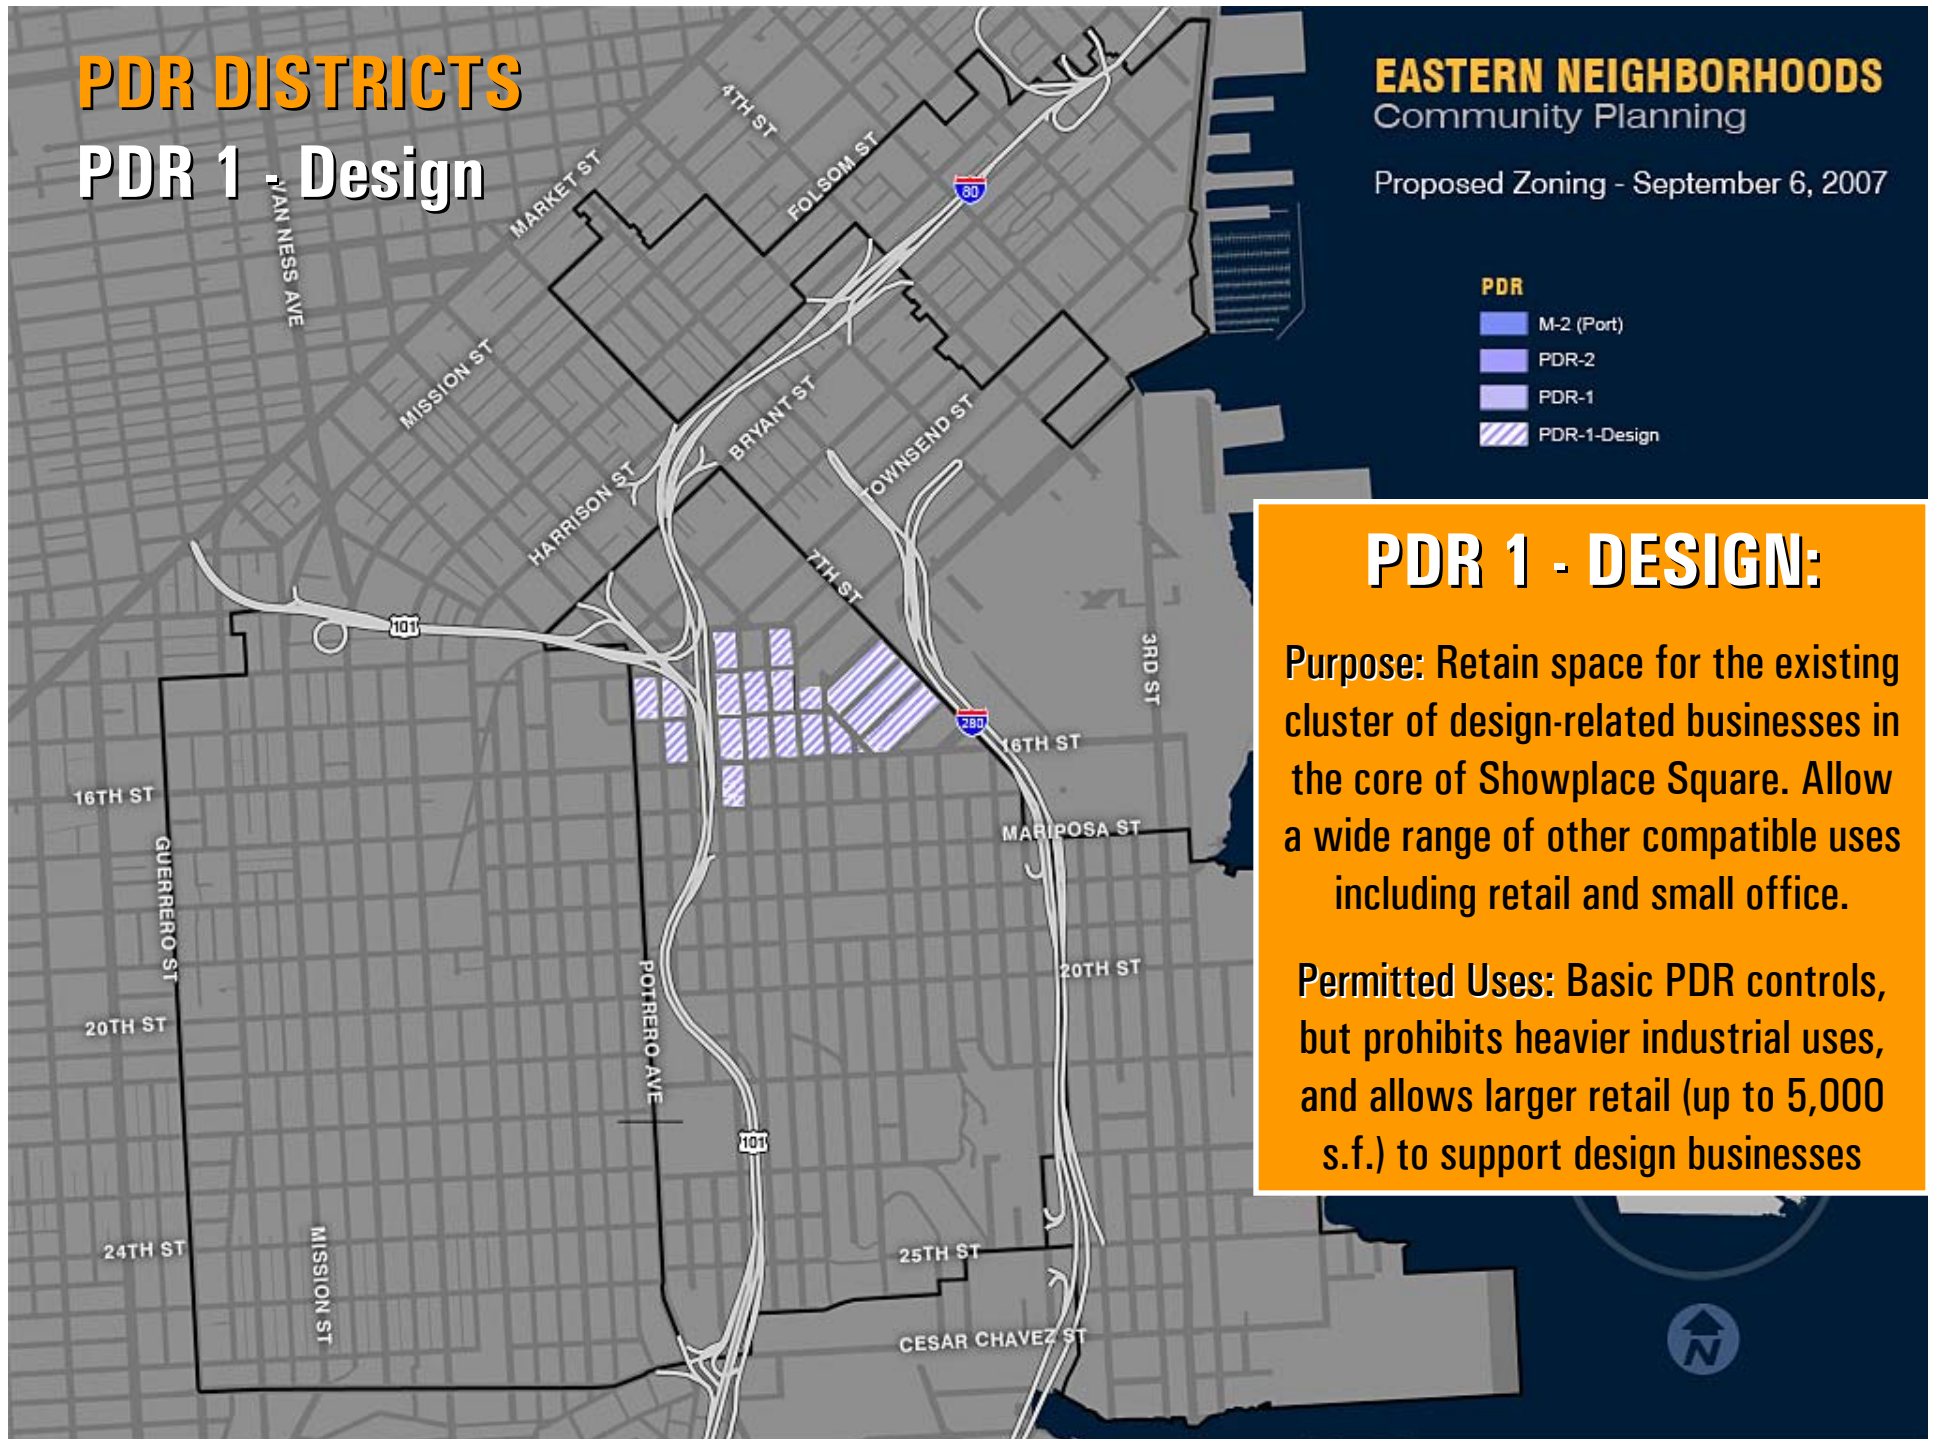 PDR DISTRICTS
PDR 1 - Design
EASTERN NEIGHBORHOODS
Community Planning
Proposed Zoning - September 6, 2007
PDR
M-2 (Port)
PDR-2
PDR-1
PDR-1-Design
4TH ST
MARKET ST
FOLSOM ST
80
VAN NESS AVE
MISSION ST
BRYANT ST
TOWNSEND ST
HARRISON ST
7TH ST
101
3RD ST
280
16TH ST
16TH ST
MARIPOSA ST
GUERRERO ST
POTRERO AVE
20TH ST
20TH ST
101
24TH ST
MISSION ST
25TH ST
CESAR CHAVEZ ST
PDR 1 - DESIGN:
Purpose: Retain space for the existing
cluster of design-related businesses in
the core of Showplace Square. Allow
a wide range of other compatible uses
including retail and small office.
Permitted Uses: Basic PDR controls,
but prohibits heavier industrial uses,
and allows larger retail (up to 5,000
s.f.) to support design businesses
N